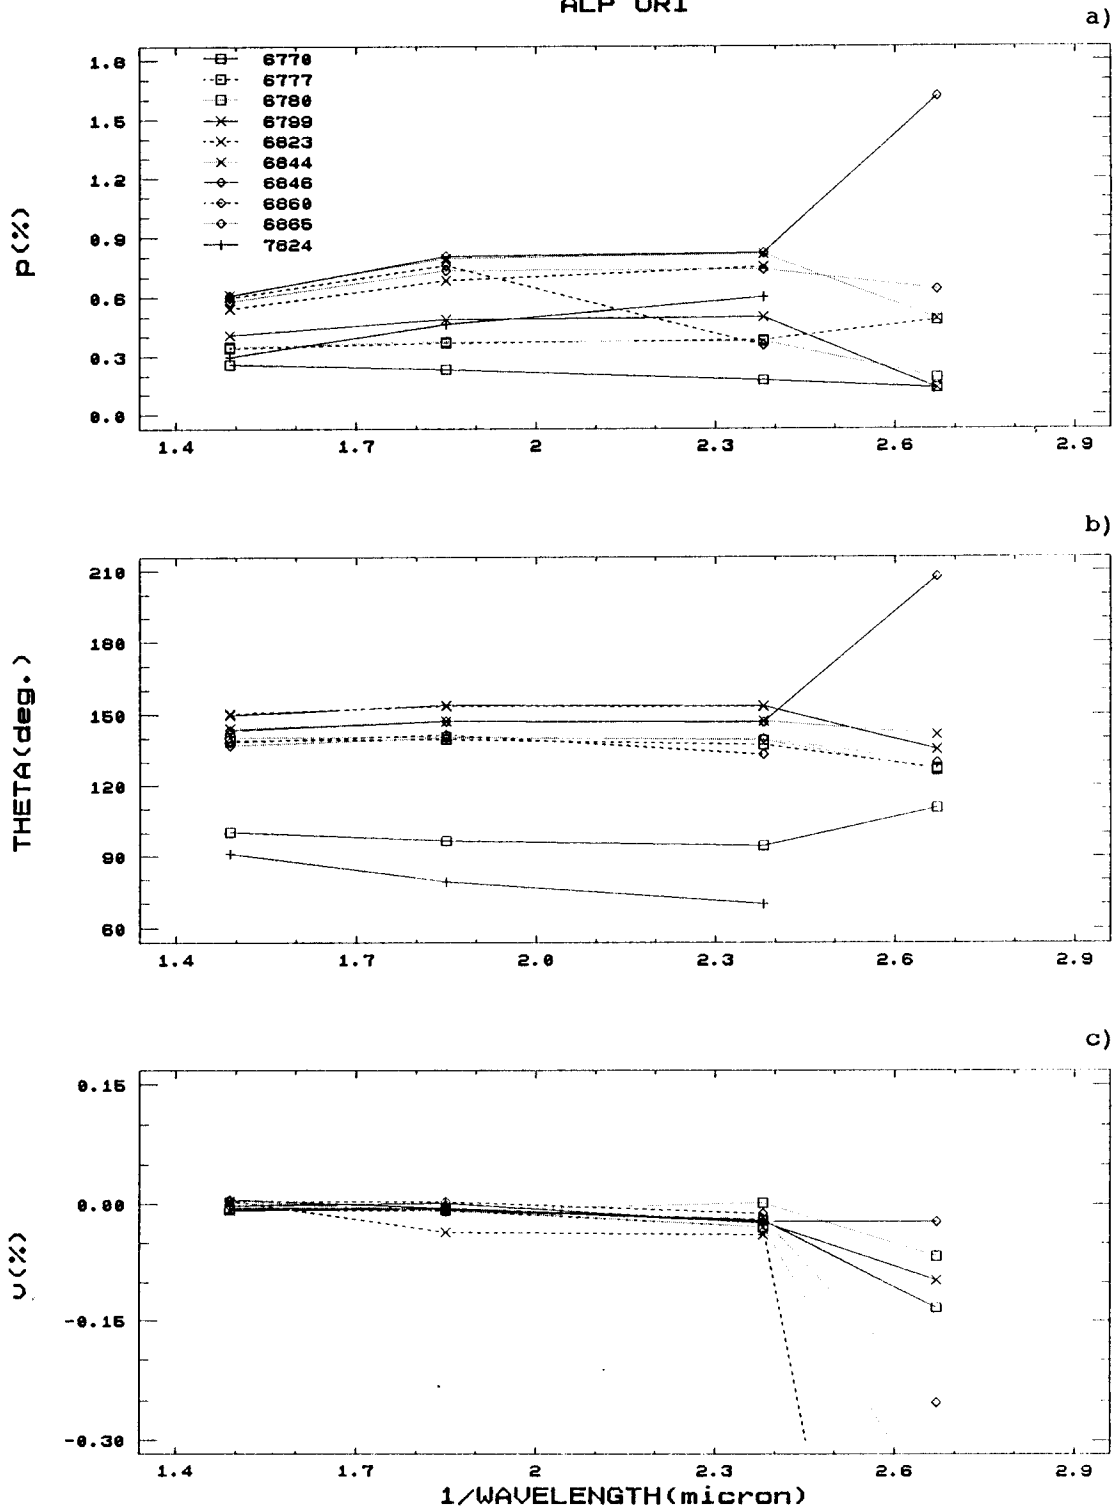 ALP ORI
a)
1.8
1.5
1.2
0.9
0.6
0.3
0.0
P(%)
6770
6777
6780
6799
6823
6844
6846
6860
6865
7824
1.4 1.7 2 2.3 2.6 2.9
b)
210
180
150
120
90
60
THETA(deg.)
1.4 1.7 2.0 2.3 2.6 2.9
c)
0.15
0.00
-0.15
-0.30
V(%)
1.4 1.7 2 2.3 2.6 2.9
1/WAVELENGTH(micron)